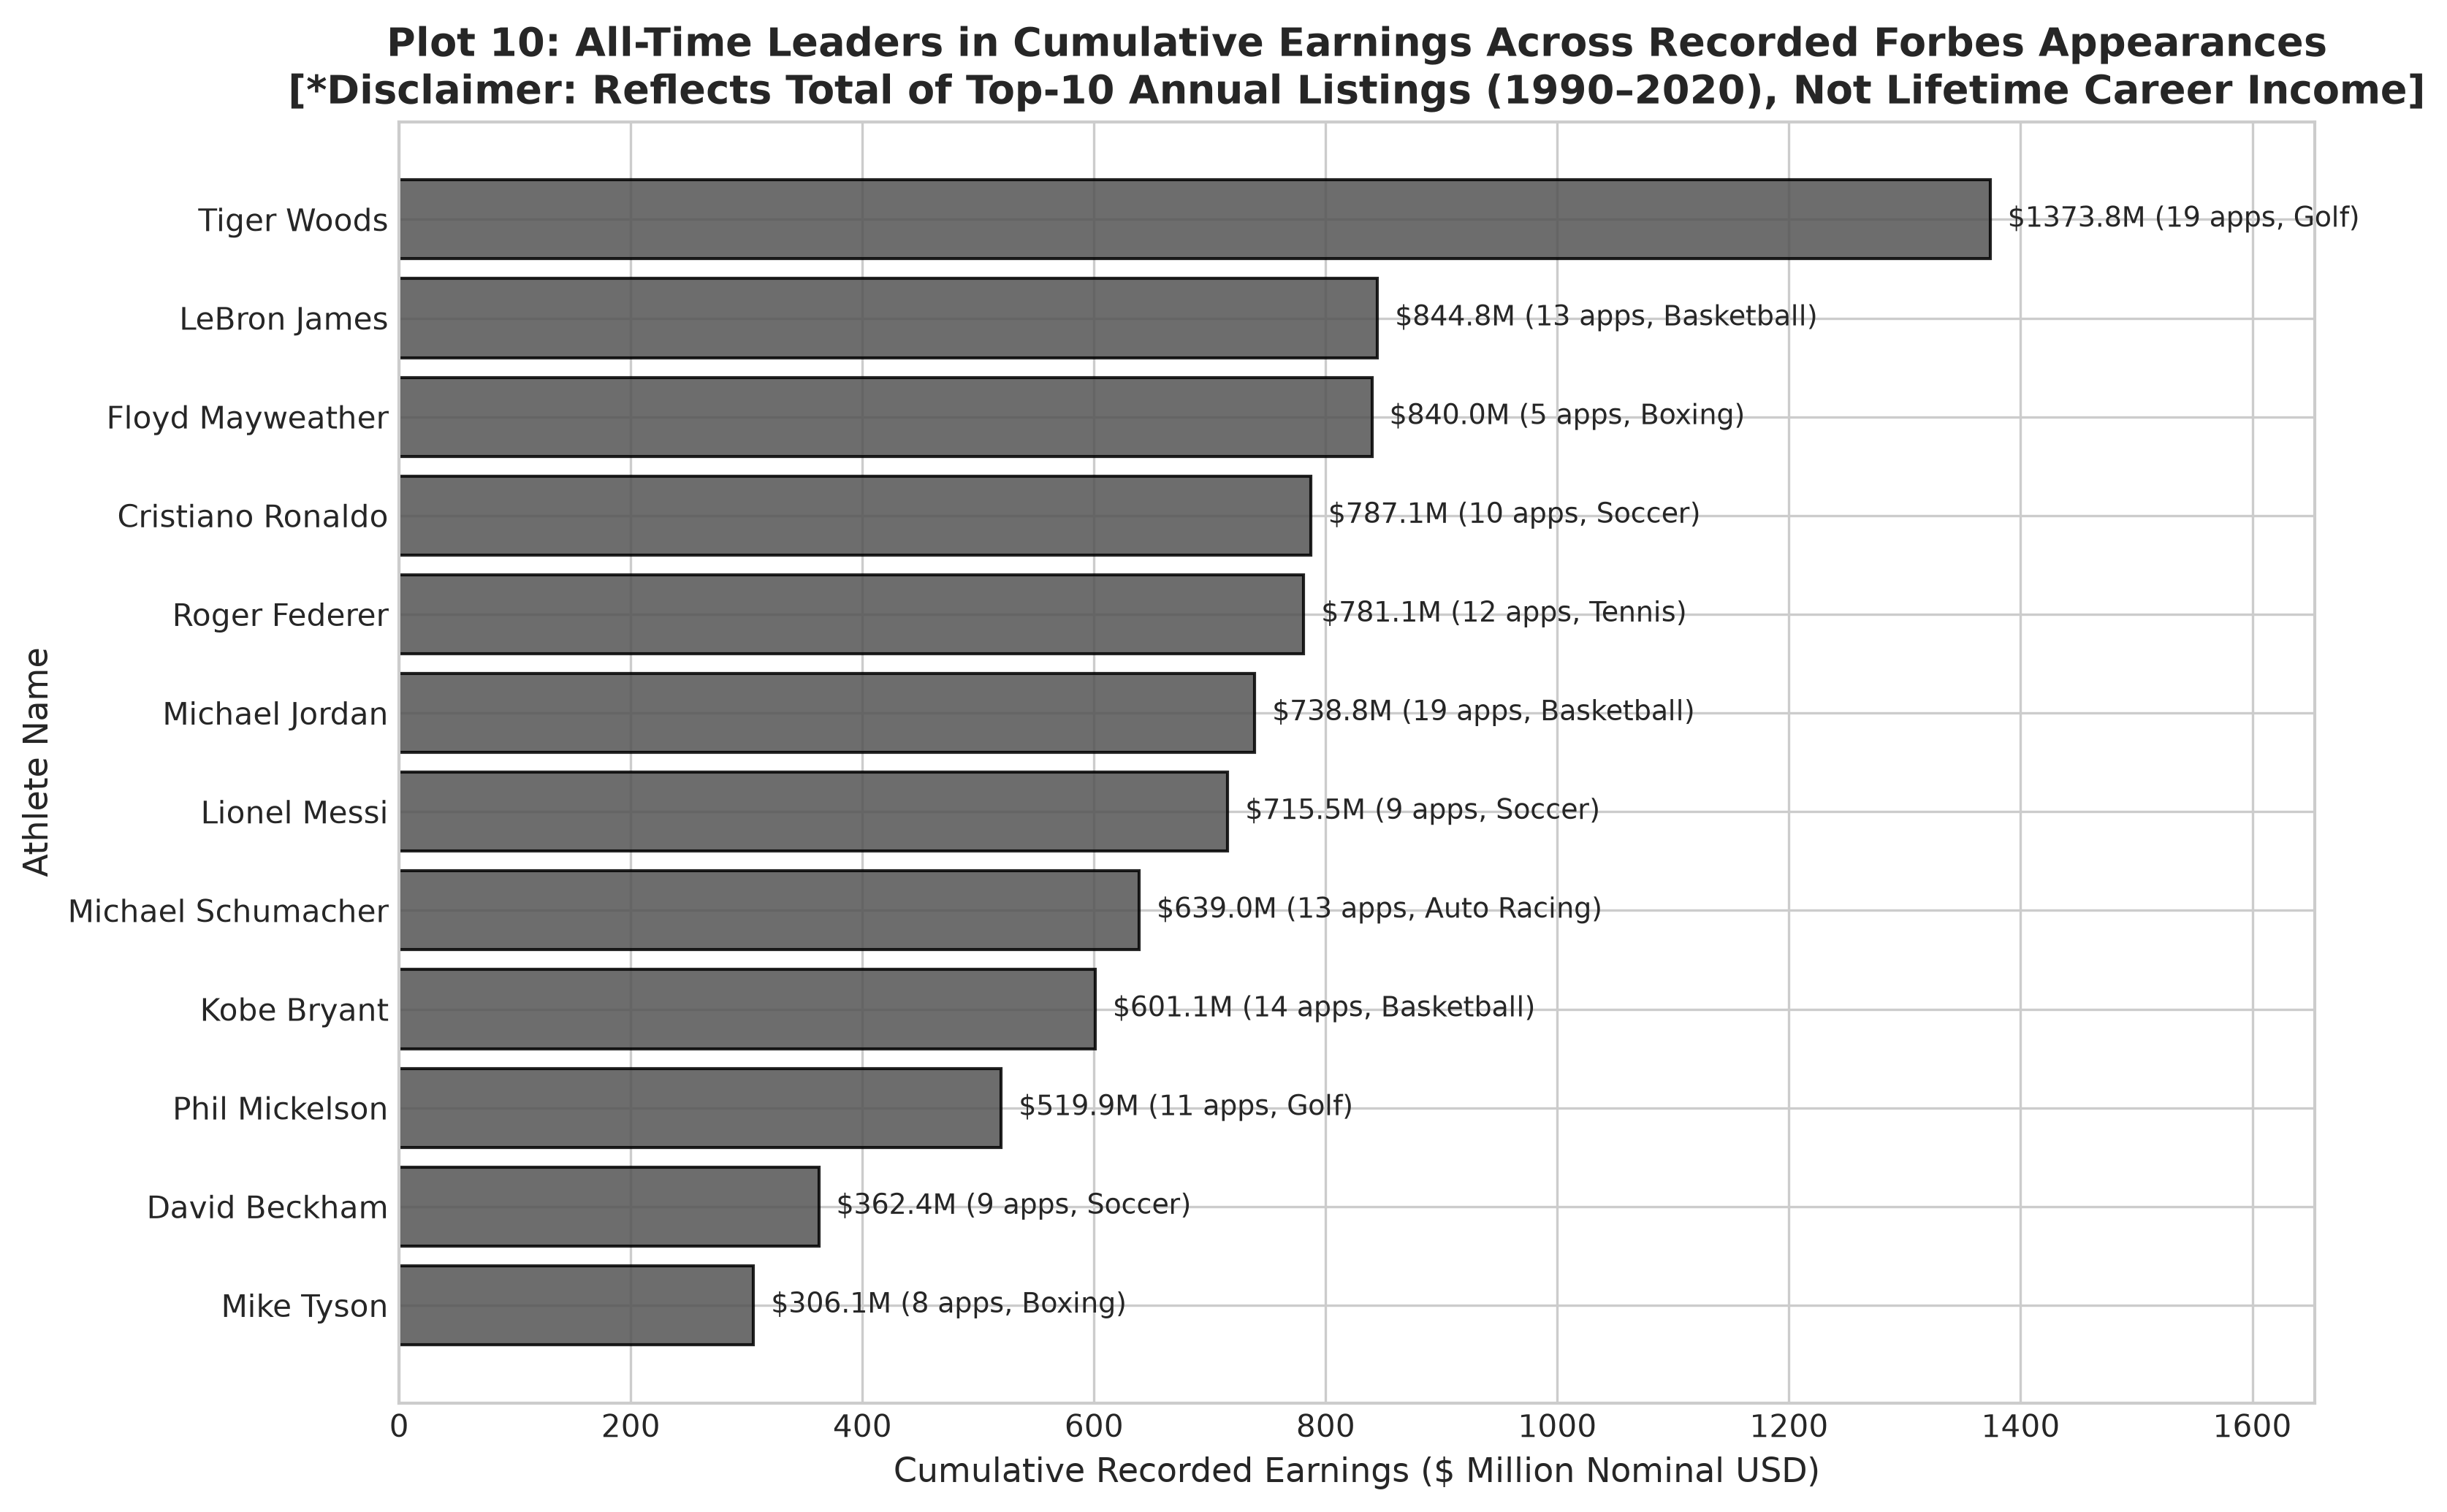 Plot 10: All-Time Leaders in Cumulative Earnings Across Recorded Forbes Appearances
[*Disclaimer: Reflects Total of Top-10 Annual Listings (1990–2020), Not Lifetime Career Income]
Athlete Name
Tiger Woods $1373.8M (19 apps, Golf)
LeBron James $844.8M (13 apps, Basketball)
Floyd Mayweather $840.0M (5 apps, Boxing)
Cristiano Ronaldo $787.1M (10 apps, Soccer)
Roger Federer $781.1M (12 apps, Tennis)
Michael Jordan $738.8M (19 apps, Basketball)
Lionel Messi $715.5M (9 apps, Soccer)
Michael Schumacher $639.0M (13 apps, Auto Racing)
Kobe Bryant $601.1M (14 apps, Basketball)
Phil Mickelson $519.9M (11 apps, Golf)
David Beckham $362.4M (9 apps, Soccer)
Mike Tyson $306.1M (8 apps, Boxing)
0 200 400 600 800 1000 1200 1400 1600
Cumulative Recorded Earnings ($ Million Nominal USD)